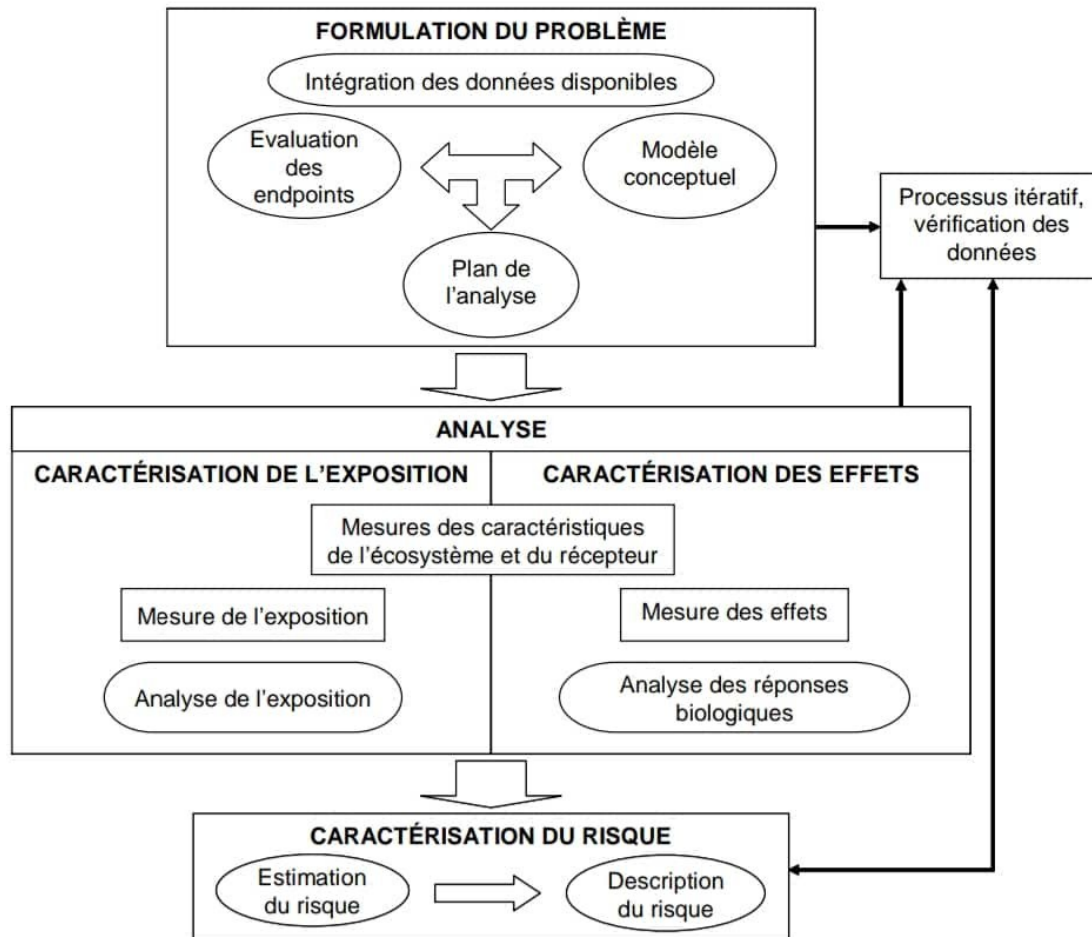 FORMULATION DU PROBLÈME
Intégration des données disponibles
Evaluation
des
endpoints
Modèle
conceptuel
Plan de
l'analyse
Processus itératif,
vérification des
données
ANALYSE
CARACTÉRISATION DE L'EXPOSITION
CARACTÉRISATION DES EFFETS
Mesures des caractéristiques
de l'écosystème et du récepteur
Mesure de l'exposition
Mesure des effets
Analyse de l'exposition
Analyse des réponses
biologiques
CARACTÉRISATION DU RISQUE
Estimation
du risque
Description
du risque